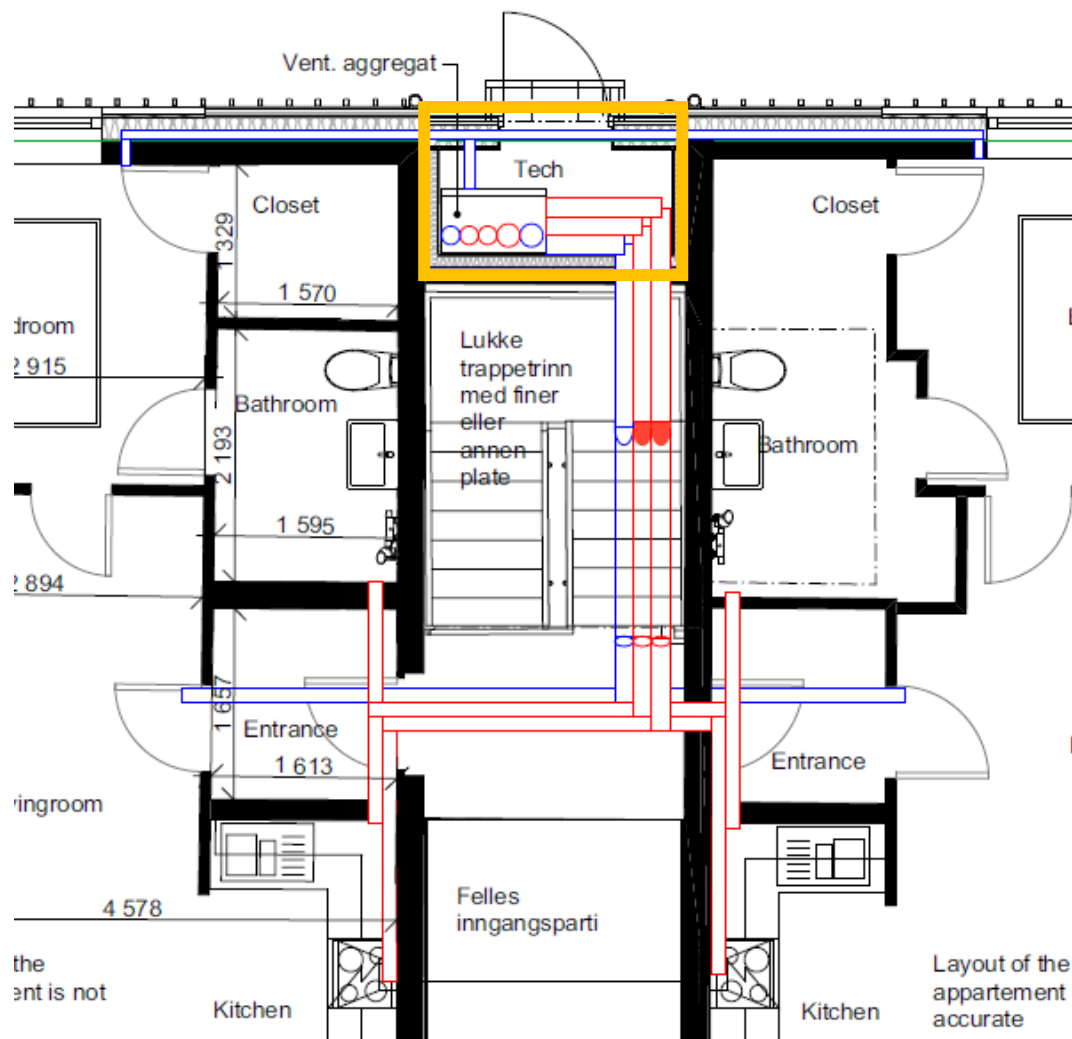 Vent. aggregat
Tech
Closet
Closet
1 329
1 570
droom
2 915
Lukke
trappetrinn
med finer
eller
annen
plate
Bathroom
Bathroom
2 193
1 595
2 894
1 657
Entrance
Entrance
1 613
vingroom
4 578
Felles
inngangsparti
the
ent is not
Kitchen
Kitchen
Layout of the
appartement
accurate